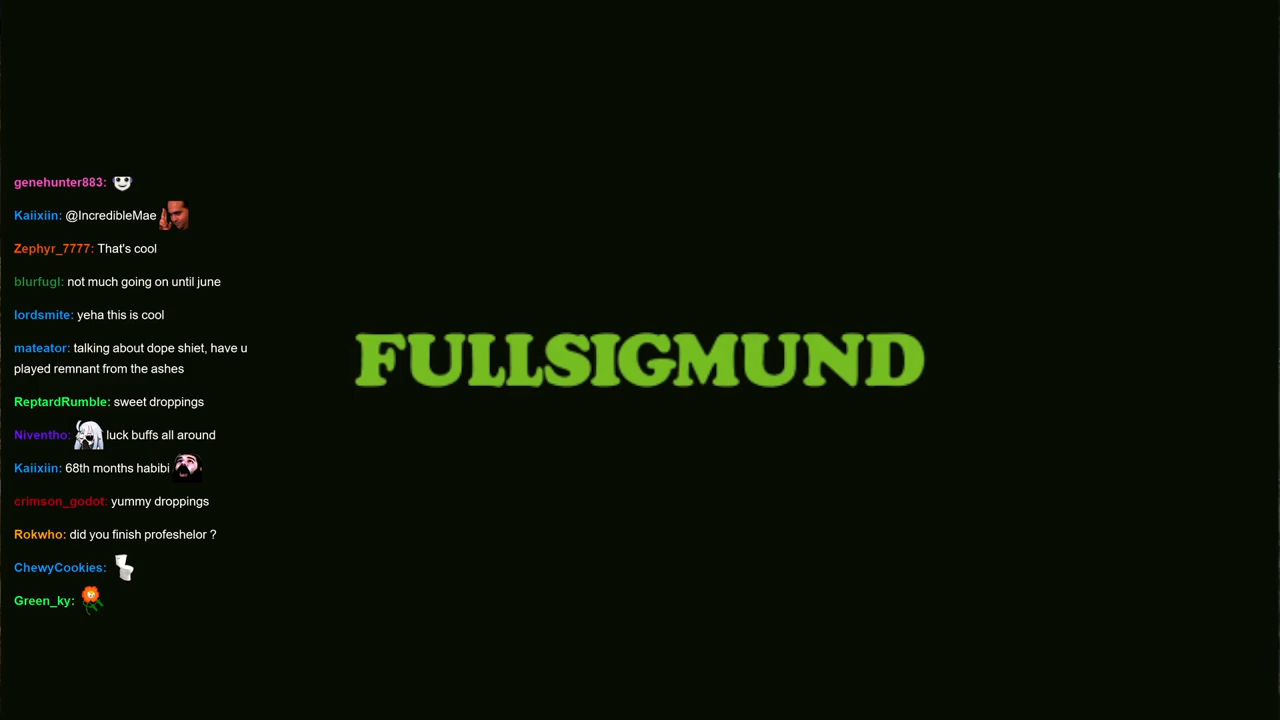 genehunter883:
Kaiixiin: @IncredibleMae
Zephyr_7777: That's cool
blurfugl: not much going on until june
lordsmite: yeha this is cool
mateator: talking about dope shiet, have u
played remnant from the ashes
ReptardRumble: sweet droppings
Niventho: luck buffs all around
Kaiixiin: 68th months habibi
crimson_godot: yummy droppings
Rokwho: did you finish profeshelor ?
ChewyCookies:
Green_ky:
FULLSIGMUND